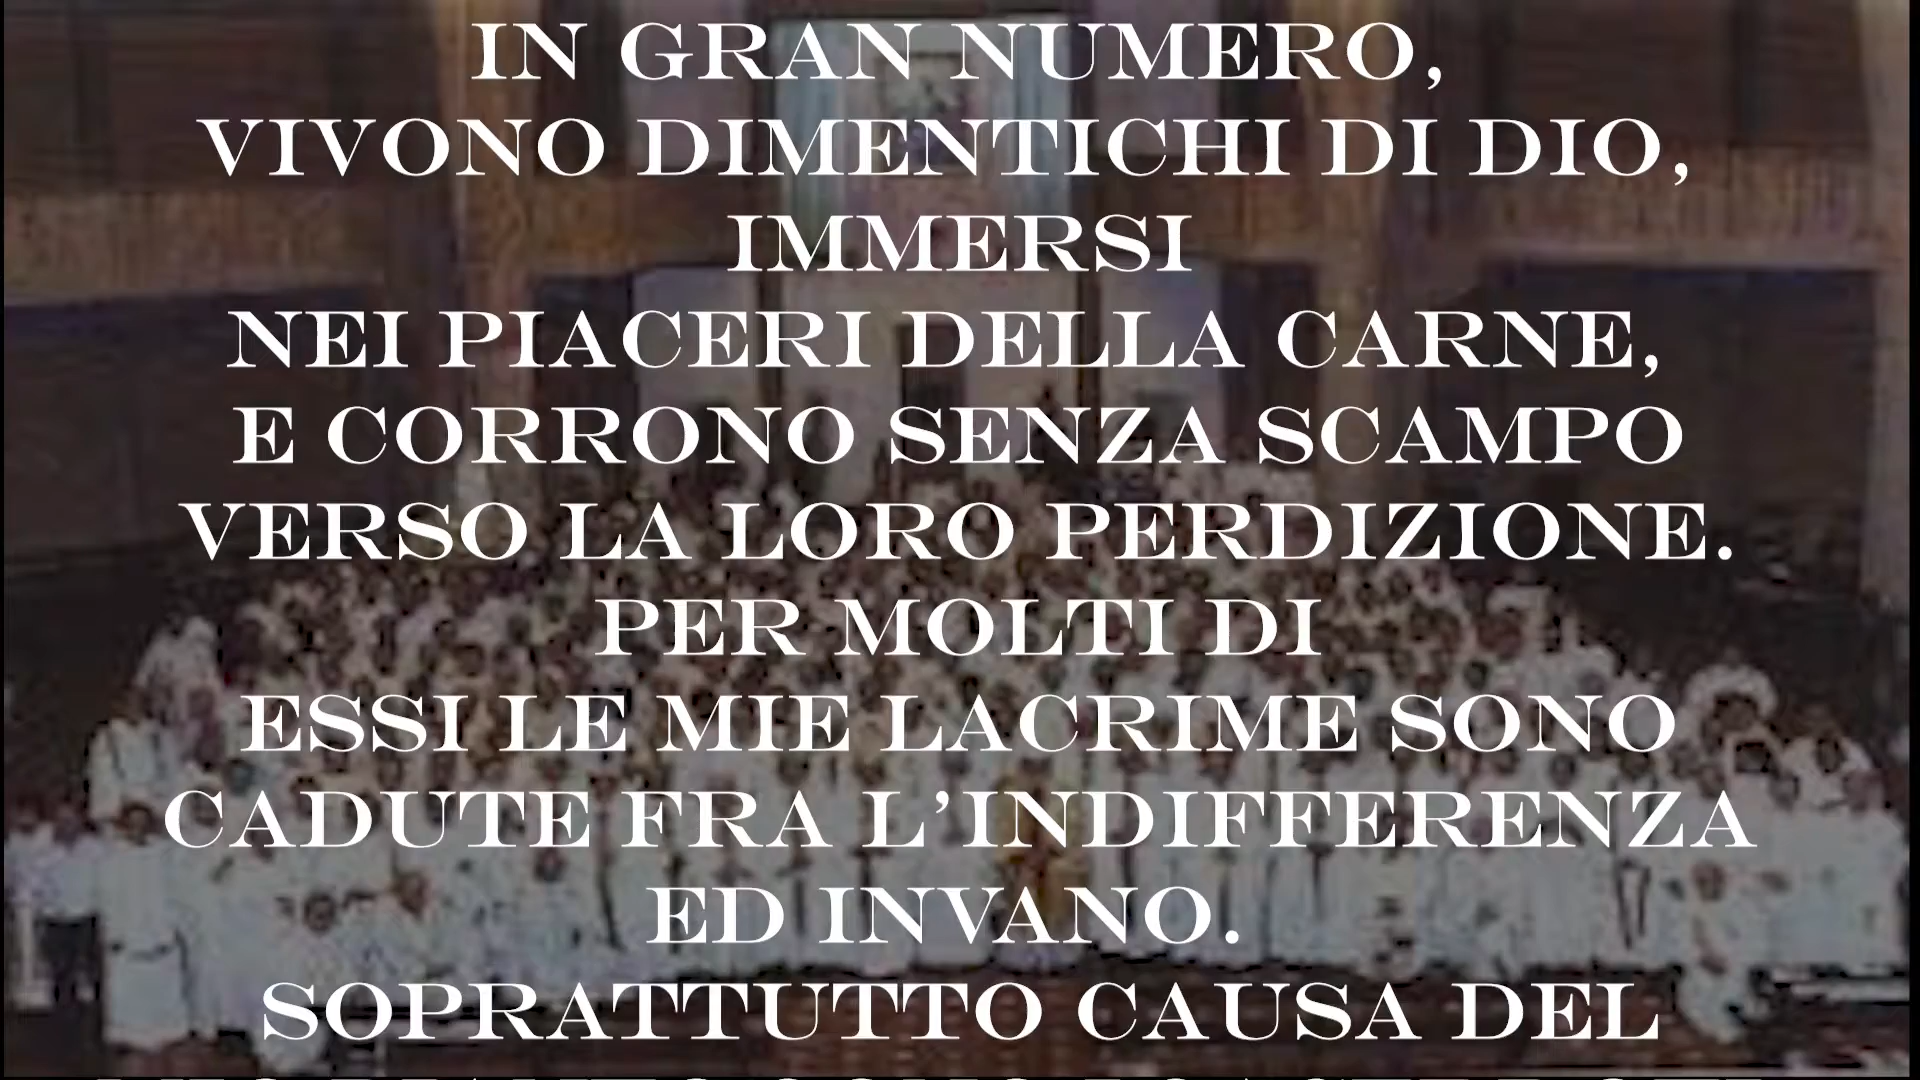 IN GRAN NUMERO,
VIVONO DIMENTICHI DI DIO,
IMMERSI
NEI PIACERI DELLA CARNE,
E CORRONO SENZA SCAMPO
VERSO LA LORO PERDIZIONE.
PER MOLTI DI
ESSI LE MIE LACRIME SONO
CADUTE FRA L'INDIFFERENZA
ED INVANO.
SOPRATTUTTO CAUSA DEL